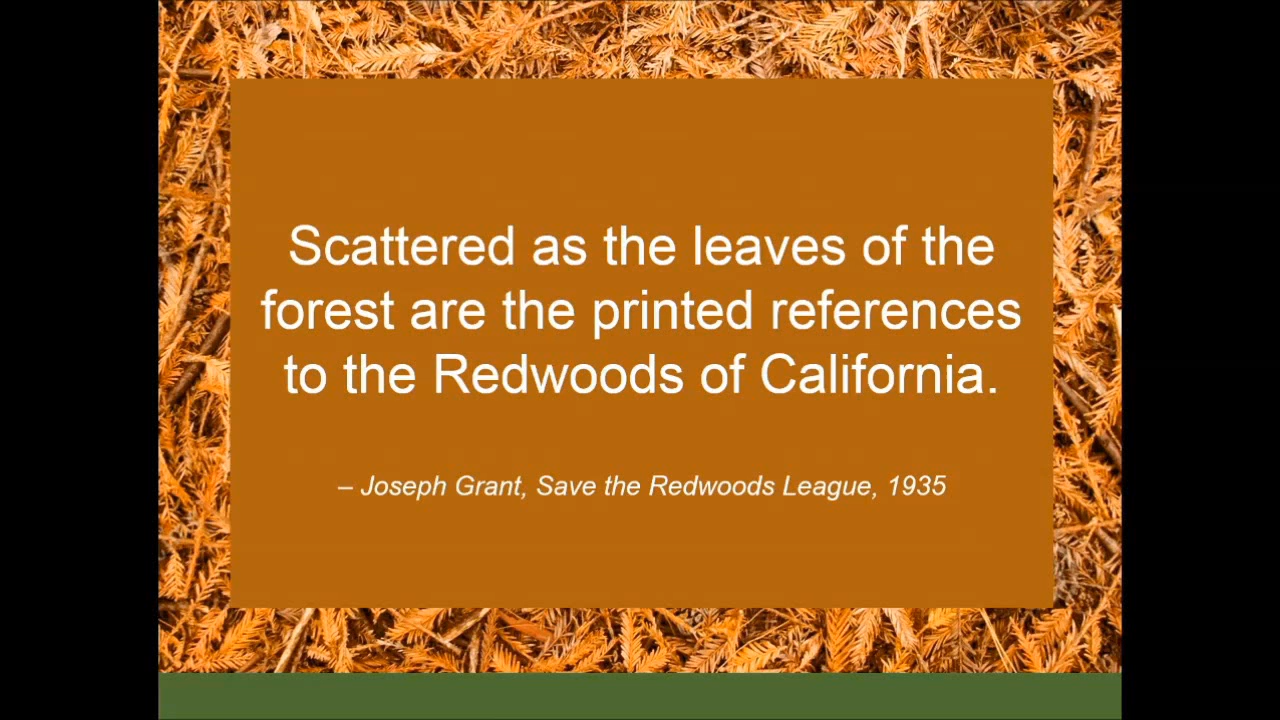 Scattered as the leaves of the
forest are the printed references
to the Redwoods of California.
– Joseph Grant, Save the Redwoods League, 1935